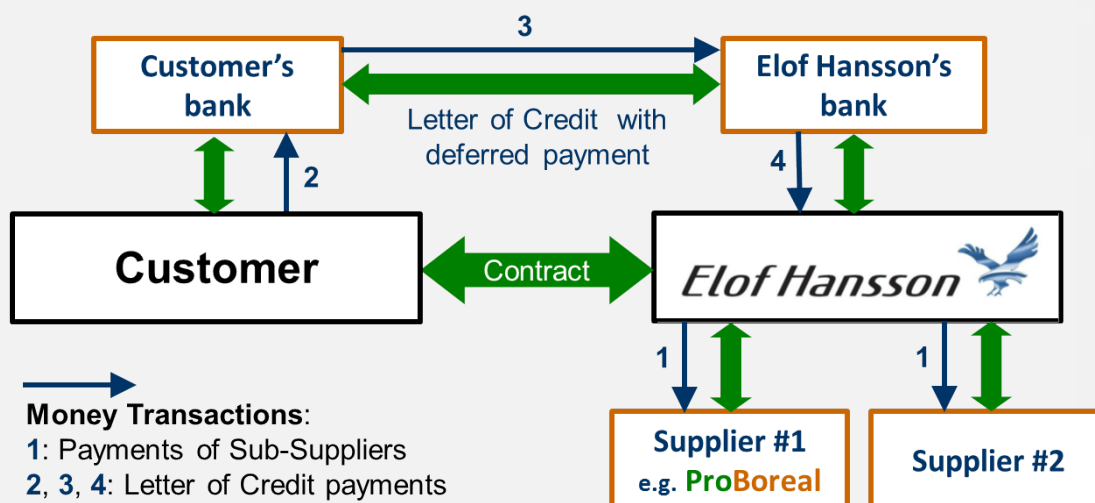 3
Customer's
bank
Elof Hansson's
bank
Letter of Credit with
deferred payment
2
4
Customer
Contract
Elof Hansson
1
1
Money Transactions:
1: Payments of Sub-Suppliers
2, 3, 4: Letter of Credit payments
Supplier #1
e.g. ProBoreal
Supplier #2